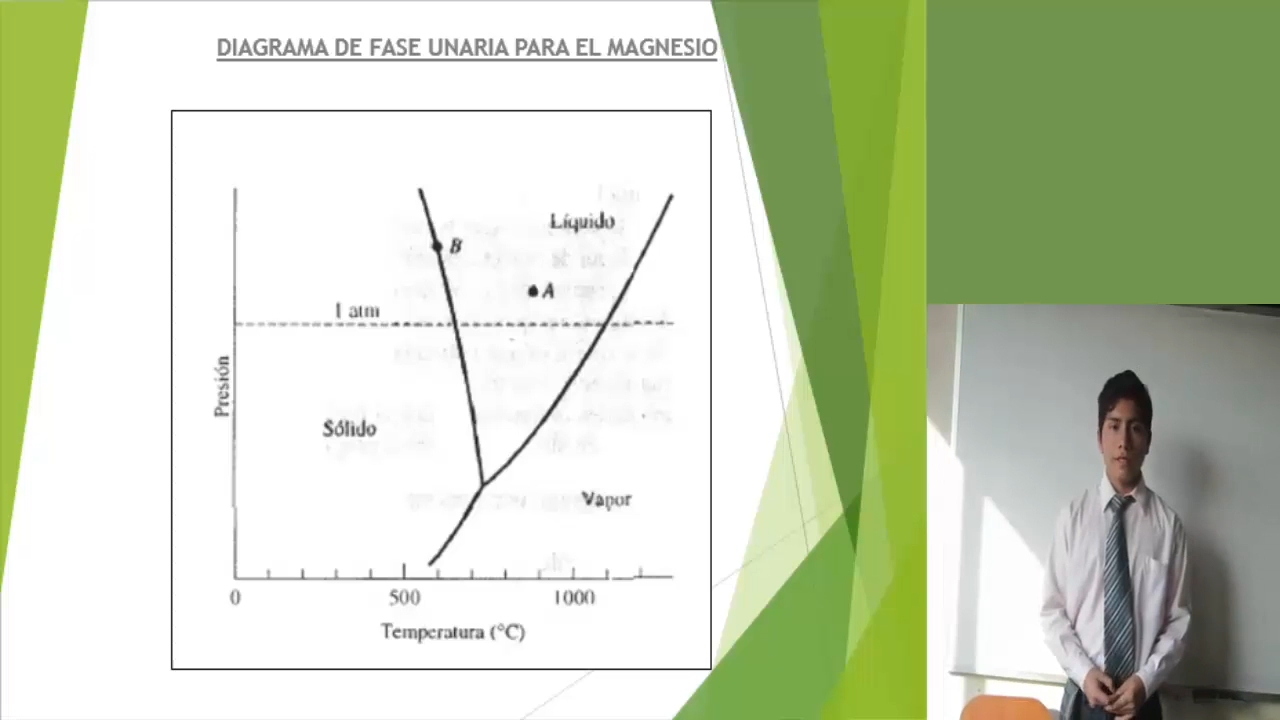 DIAGRAMA DE FASE UNARIA PARA EL MAGNESIO
Líquido
B
A
1 atm
Presión
Sólido
Vapor
0 500 1000
Temperatura (°C)